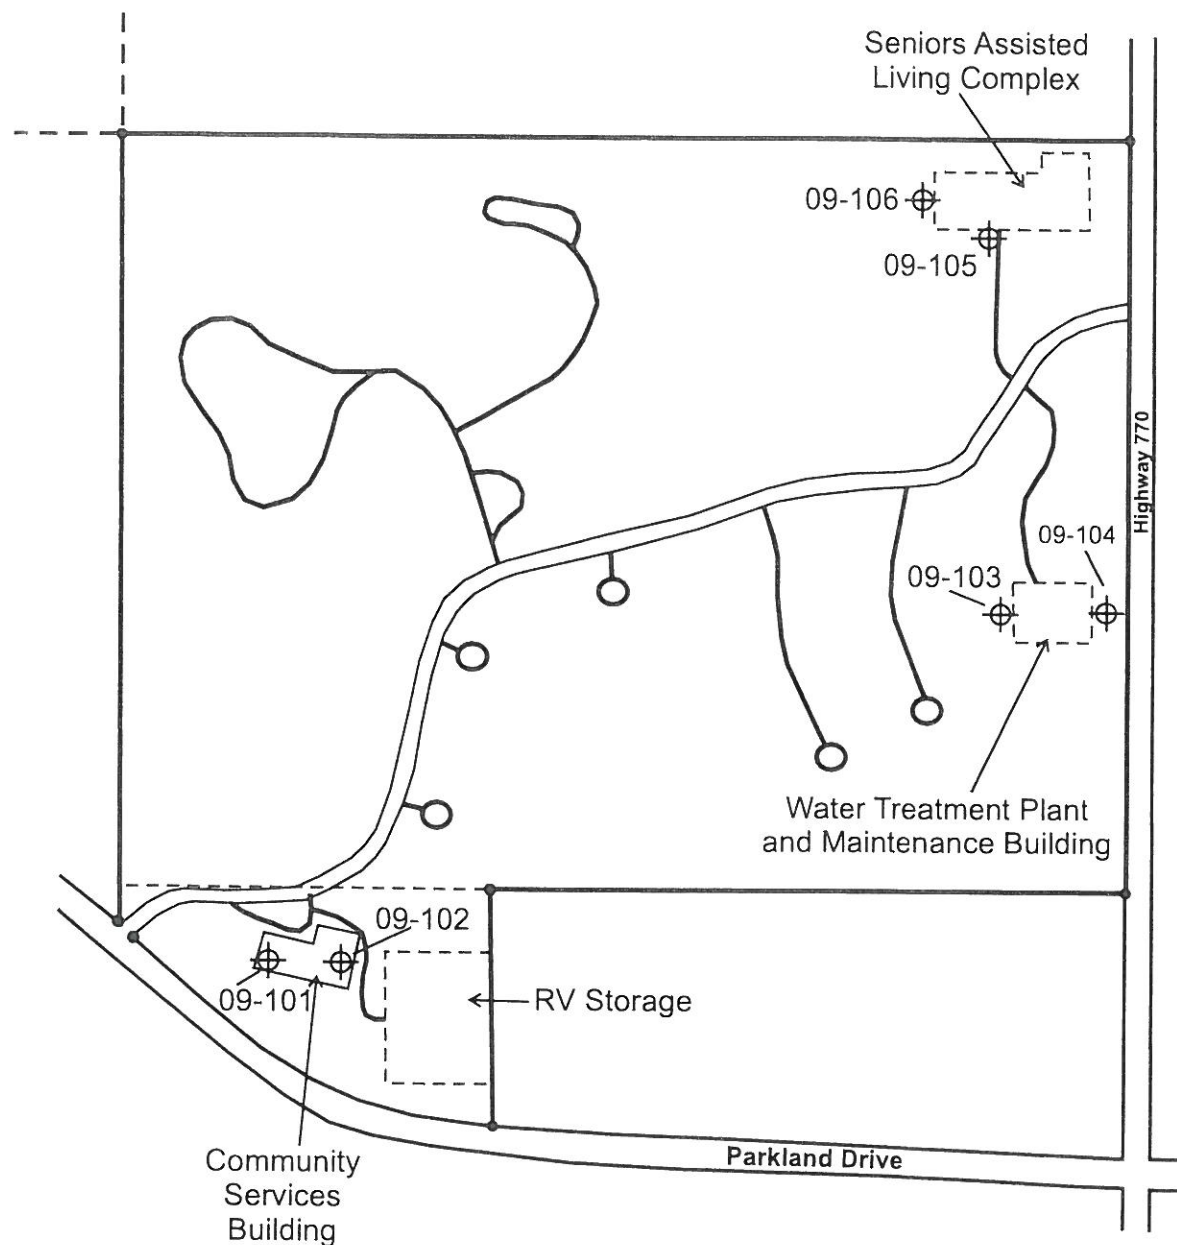 Seniors Assisted
Living Complex
09-106
09-105
Highway 770
09-104
09-103
Water Treatment Plant
and Maintenance Building
09-102
09-101
RV Storage
Parkland Drive
Community
Services
Building